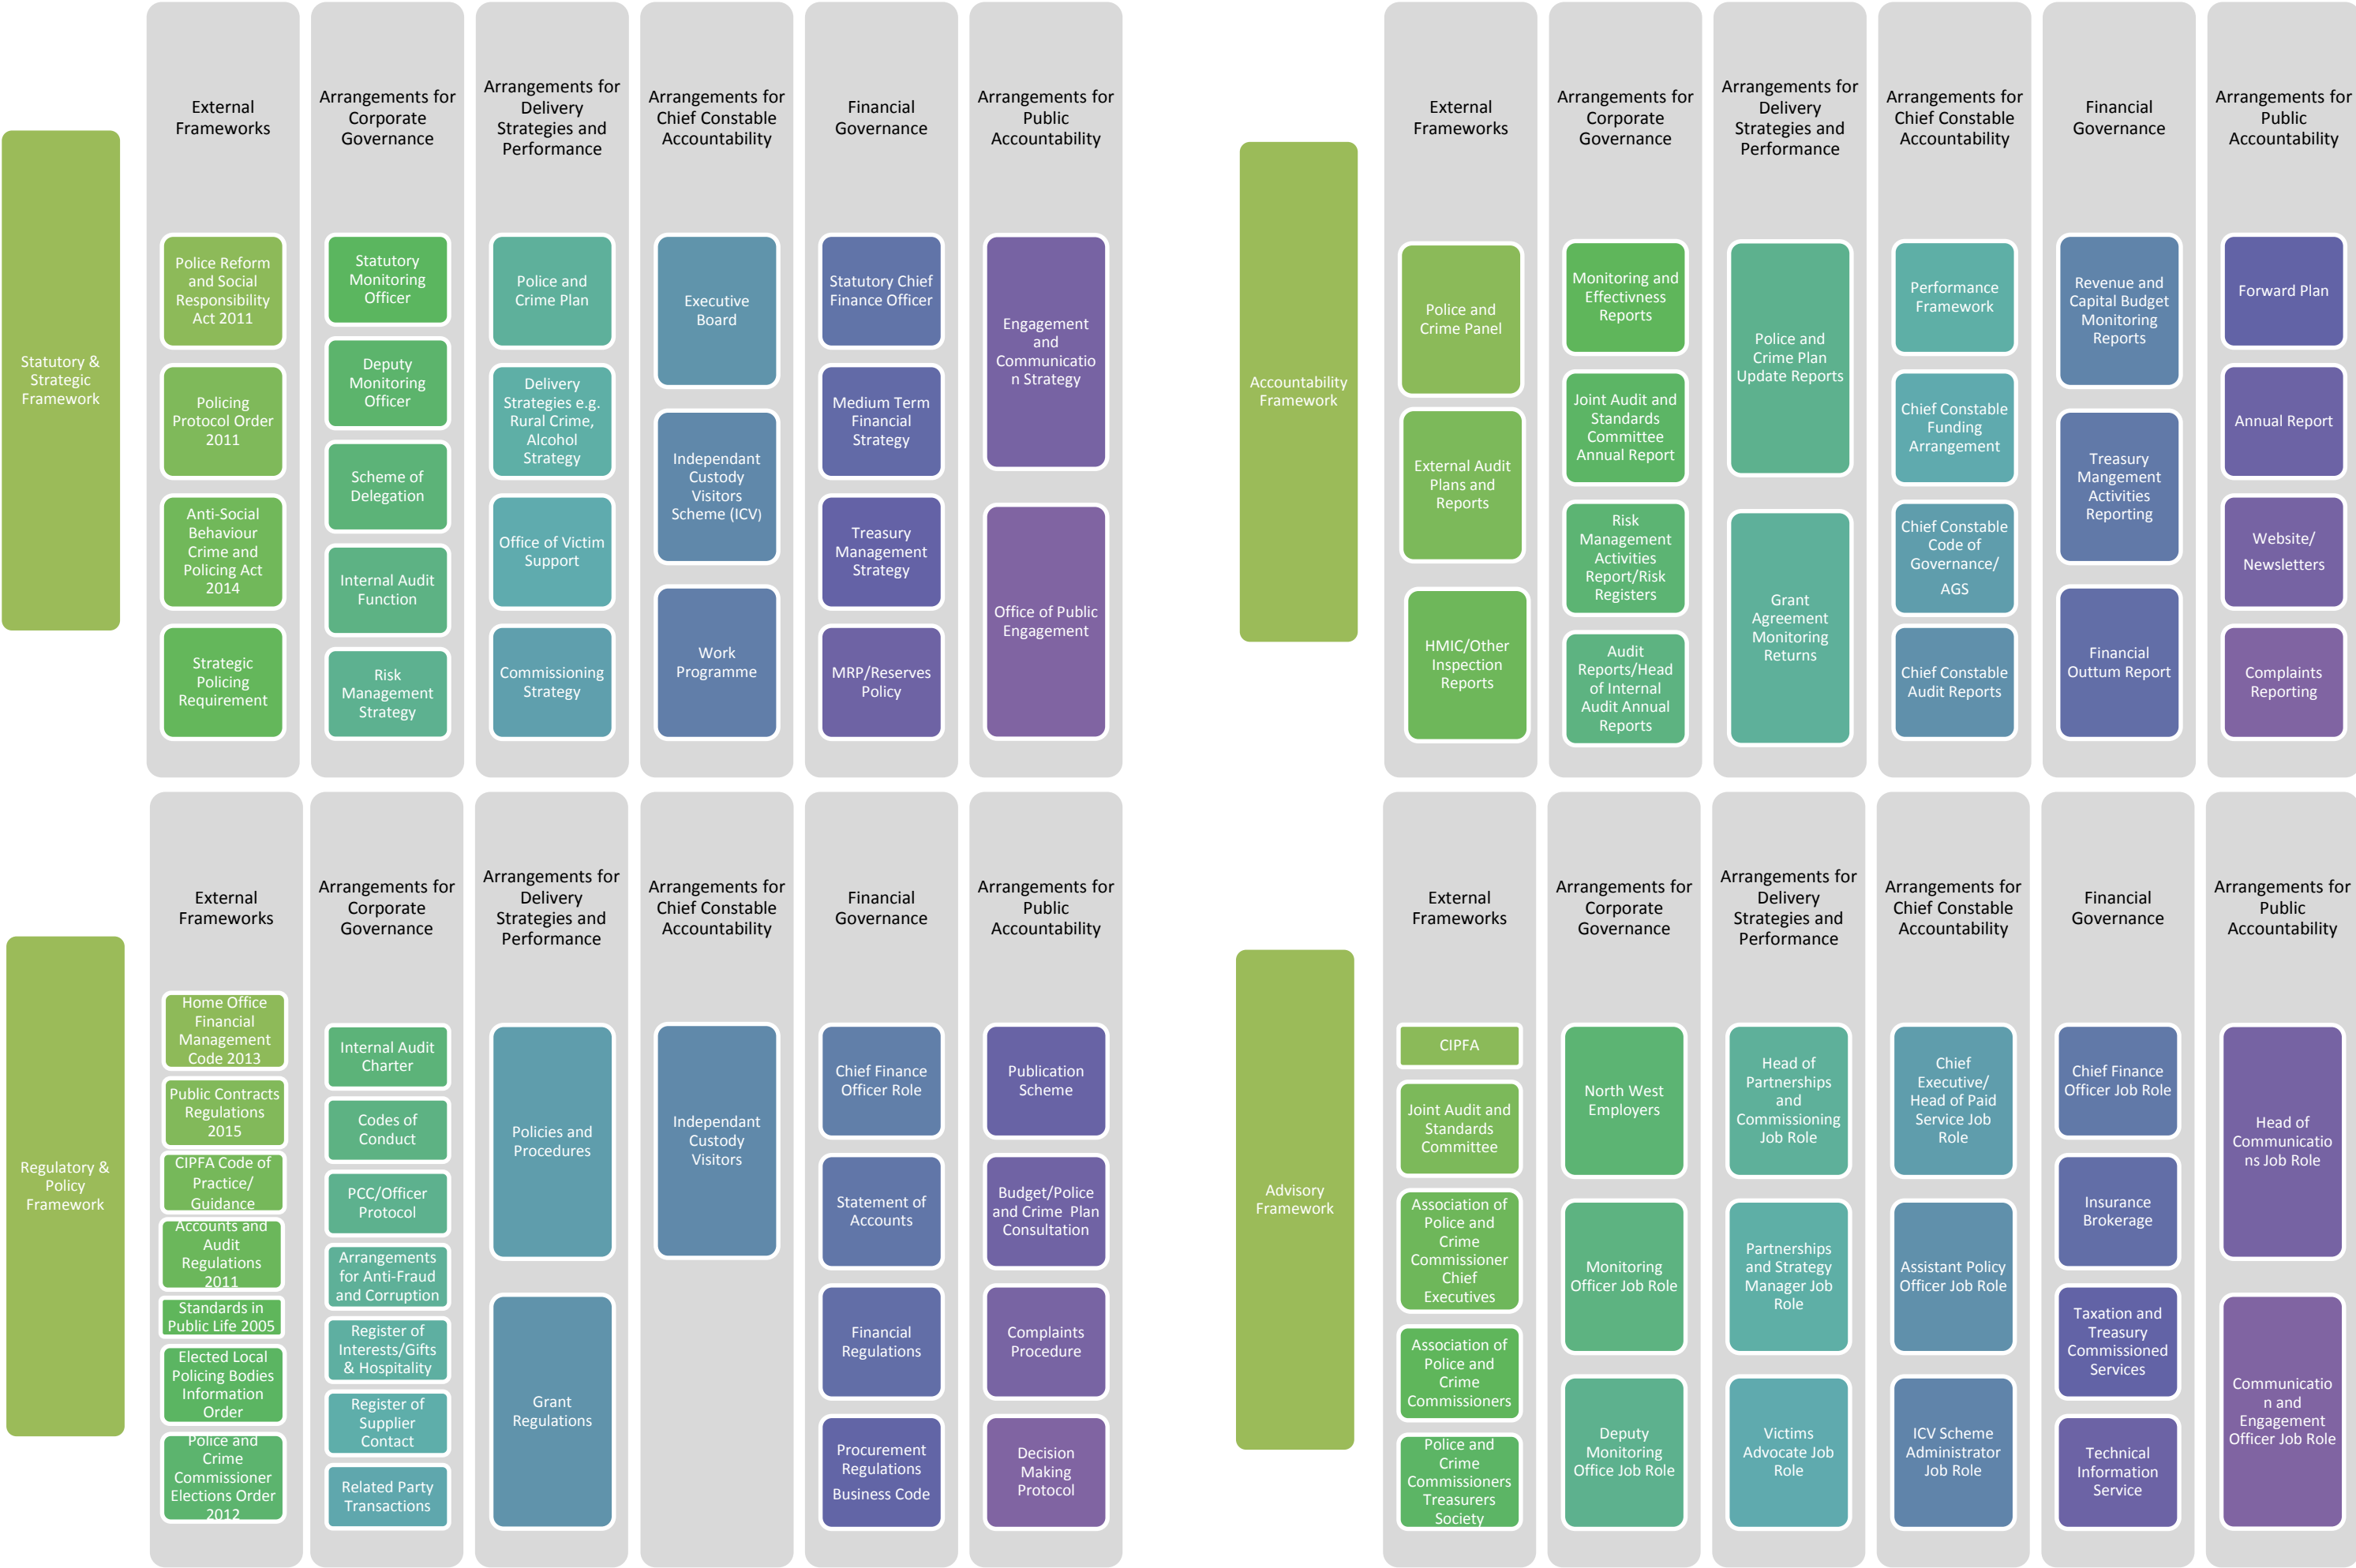 Statutory &
Strategic
Framework
External
Frameworks
Police Reform
and Social
Responsibility
Act 2011
Policing
Protocol Order
2011
Anti-Social
Behaviour
Crime and
Policing Act
2014
Strategic
Policing
Requirement
Arrangements for
Corporate
Governance
Statutory
Monitoring
Officer
Deputy
Monitoring
Officer
Scheme of
Delegation
Internal Audit
Function
Risk
Management
Strategy
Arrangements for
Delivery
Strategies and
Performance
Police and
Crime Plan
Delivery
Strategies e.g.
Rural Crime,
Alcohol
Strategy
Office of Victim
Support
Commissioning
Strategy
Arrangements for
Chief Constable
Accountability
Executive
Board
Independant
Custody
Visitors
Scheme (ICV)
Work
Programme
Financial
Governance
Statutory Chief
Finance Officer
Medium Term
Financial
Strategy
Treasury
Management
Strategy
MRP/Reserves
Policy
Arrangements for
Public
Accountability
Engagement
and
Communicatio
n Strategy
Office of Public
Engagement
Accountability
Framework
External
Frameworks
Police and
Crime Panel
External Audit
Plans and
Reports
HMIC/Other
Inspection
Reports
Arrangements for
Corporate
Governance
Monitoring and
Effectivness
Reports
Joint Audit and
Standards
Committee
Annual Report
Risk
Management
Activities
Report/Risk
Registers
Audit
Reports/Head
of Internal
Audit Annual
Reports
Arrangements for
Delivery
Strategies and
Performance
Police and
Crime Plan
Update Reports
Grant
Agreement
Monitoring
Returns
Arrangements for
Chief Constable
Accountability
Performance
Framework
Chief Constable
Funding
Arrangement
Chief Constable
Code of
Governance/
AGS
Chief Constable
Audit Reports
Financial
Governance
Revenue and
Capital Budget
Monitoring
Reports
Treasury
Mangement
Activities
Reporting
Financial
Outturn Report
Arrangements for
Public
Accountability
Forward Plan
Annual Report
Website/
Newsletters
Complaints
Reporting
Regulatory &
Policy
Framework
External
Frameworks
Home Office
Financial
Management
Code 2013
Public Contracts
Regulations
2015
CIPFA Code of
Practice/
Guidance
Accounts and
Audit
Regulations
2011
Standards in
Public Life 2005
Elected Local
Policing Bodies
Information
Order
Police and
Crime
Commissioner
Elections Order
2012
Arrangements for
Corporate
Governance
Internal Audit
Charter
Codes of
Conduct
PCC/Officer
Protocol
Arrangements
for Anti-Fraud
and Corruption
Register of
Interests/Gifts
& Hospitality
Register of
Supplier
Contact
Related Party
Transactions
Arrangements for
Delivery
Strategies and
Performance
Policies and
Procedures
Grant
Regulations
Arrangements for
Chief Constable
Accountability
Independant
Custody
Visitors
Financial
Governance
Chief Finance
Officer Role
Statement of
Accounts
Financial
Regulations
Procurement
Regulations
Business Code
Arrangements for
Public
Accountability
Publication
Scheme
Budget/Police
and Crime Plan
Consultation
Complaints
Procedure
Decision
Making
Protocol
Advisory
Framework
External
Frameworks
CIPFA
Joint Audit and
Standards
Committee
Association of
Police and
Crime
Commissioner
Chief
Executives
Association of
Police and
Crime
Commissioners
Police and
Crime
Commissioners
Treasurers
Society
Arrangements for
Corporate
Governance
North West
Employers
Monitoring
Officer Job Role
Deputy
Monitoring
Office Job Role
Arrangements for
Delivery
Strategies and
Performance
Head of
Partnerships
and
Commissioning
Job Role
Partnerships
and Strategy
Manager Job
Role
Victims
Advocate Job
Role
Arrangements for
Chief Constable
Accountability
Chief
Executive/
Head of Paid
Service Job
Role
Assistant Policy
Officer Job Role
ICV Scheme
Administrator
Job Role
Financial
Governance
Chief Finance
Officer Job Role
Insurance
Brokerage
Taxation and
Treasury
Commissioned
Services
Technical
Information
Service
Arrangements for
Public
Accountability
Head of
Communicatio
ns Job Role
Communicatio
n and
Engagement
Officer Job Role